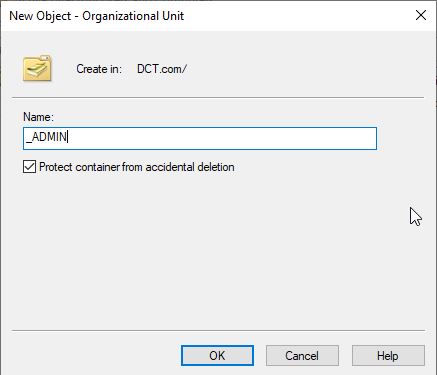 New Object - Organizational Unit
Create in: DCT.com/
Name:
_ADMIN
Protect container from accidental deletion
OK Cancel Help